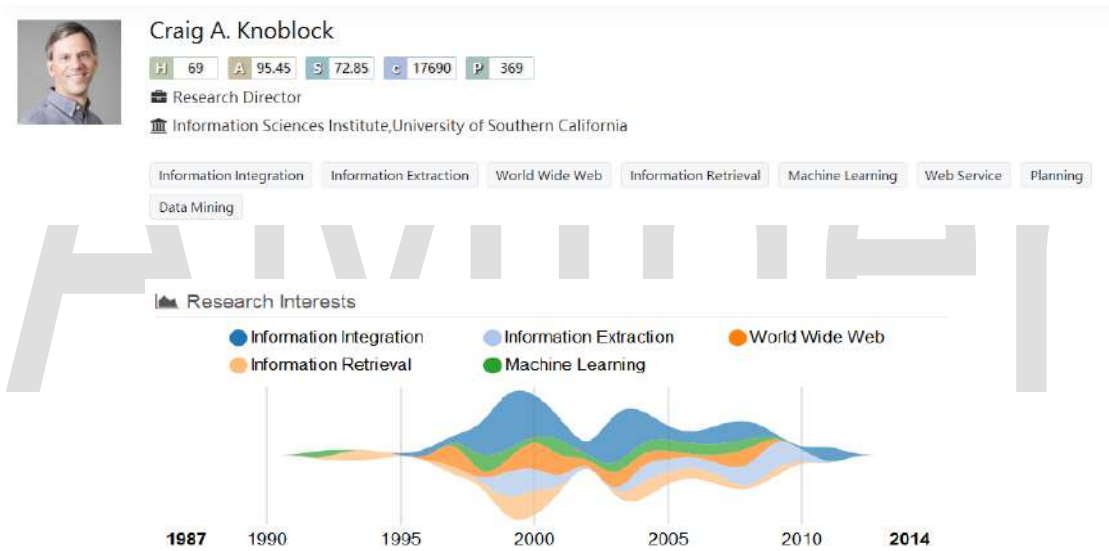 Craig A. Knoblock
H 69 A 95.45 S 72.85 c 17690 P 369
Research Director
Information Sciences Institute,University of Southern California
Information Integration Information Extraction World Wide Web Information Retrieval Machine Learning Web Service Planning
Data Mining
AMiner
Research Interests
Information Integration Information Extraction World Wide Web
Information Retrieval Machine Learning
1987 1990 1995 2000 2005 2010 2014